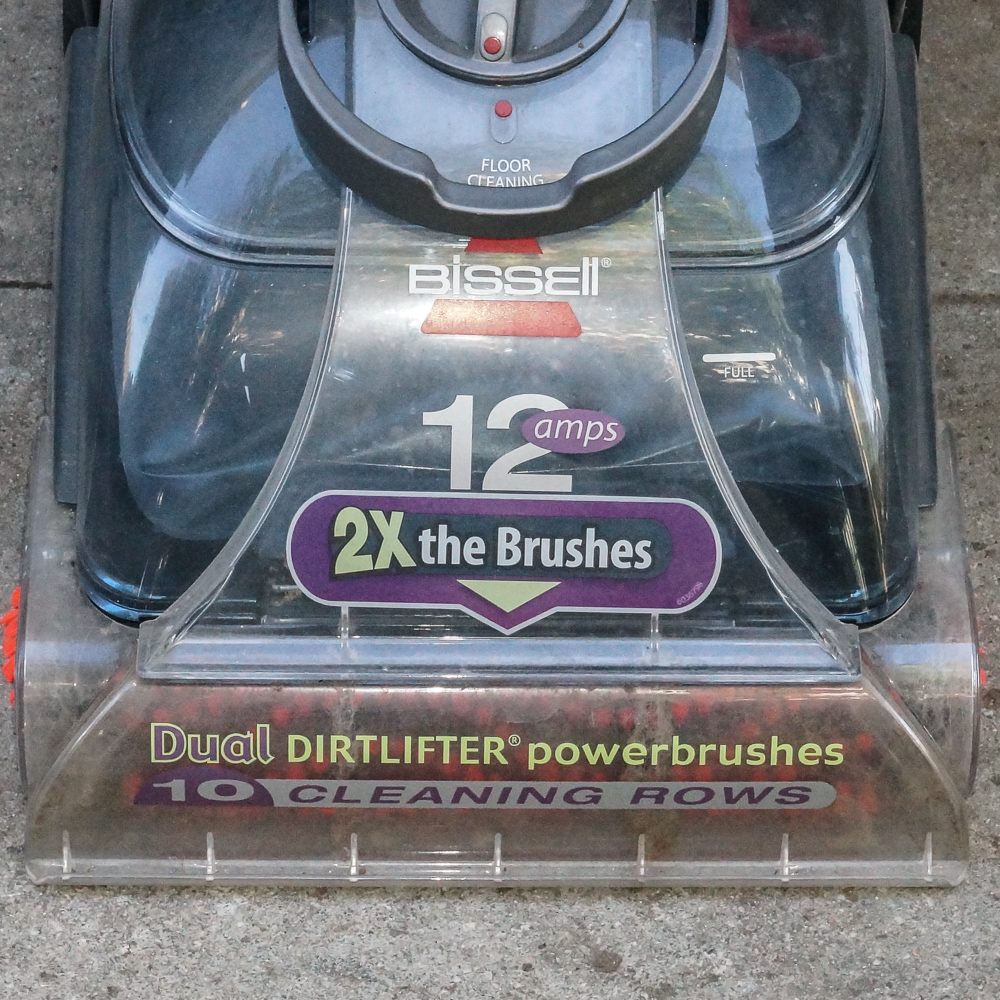 FLOOR
CLEANING
BISSELL®
FULL
12 amps
2X the Brushes
Dual DIRTLIFTER® powerbrushes
10 CLEANING ROWS